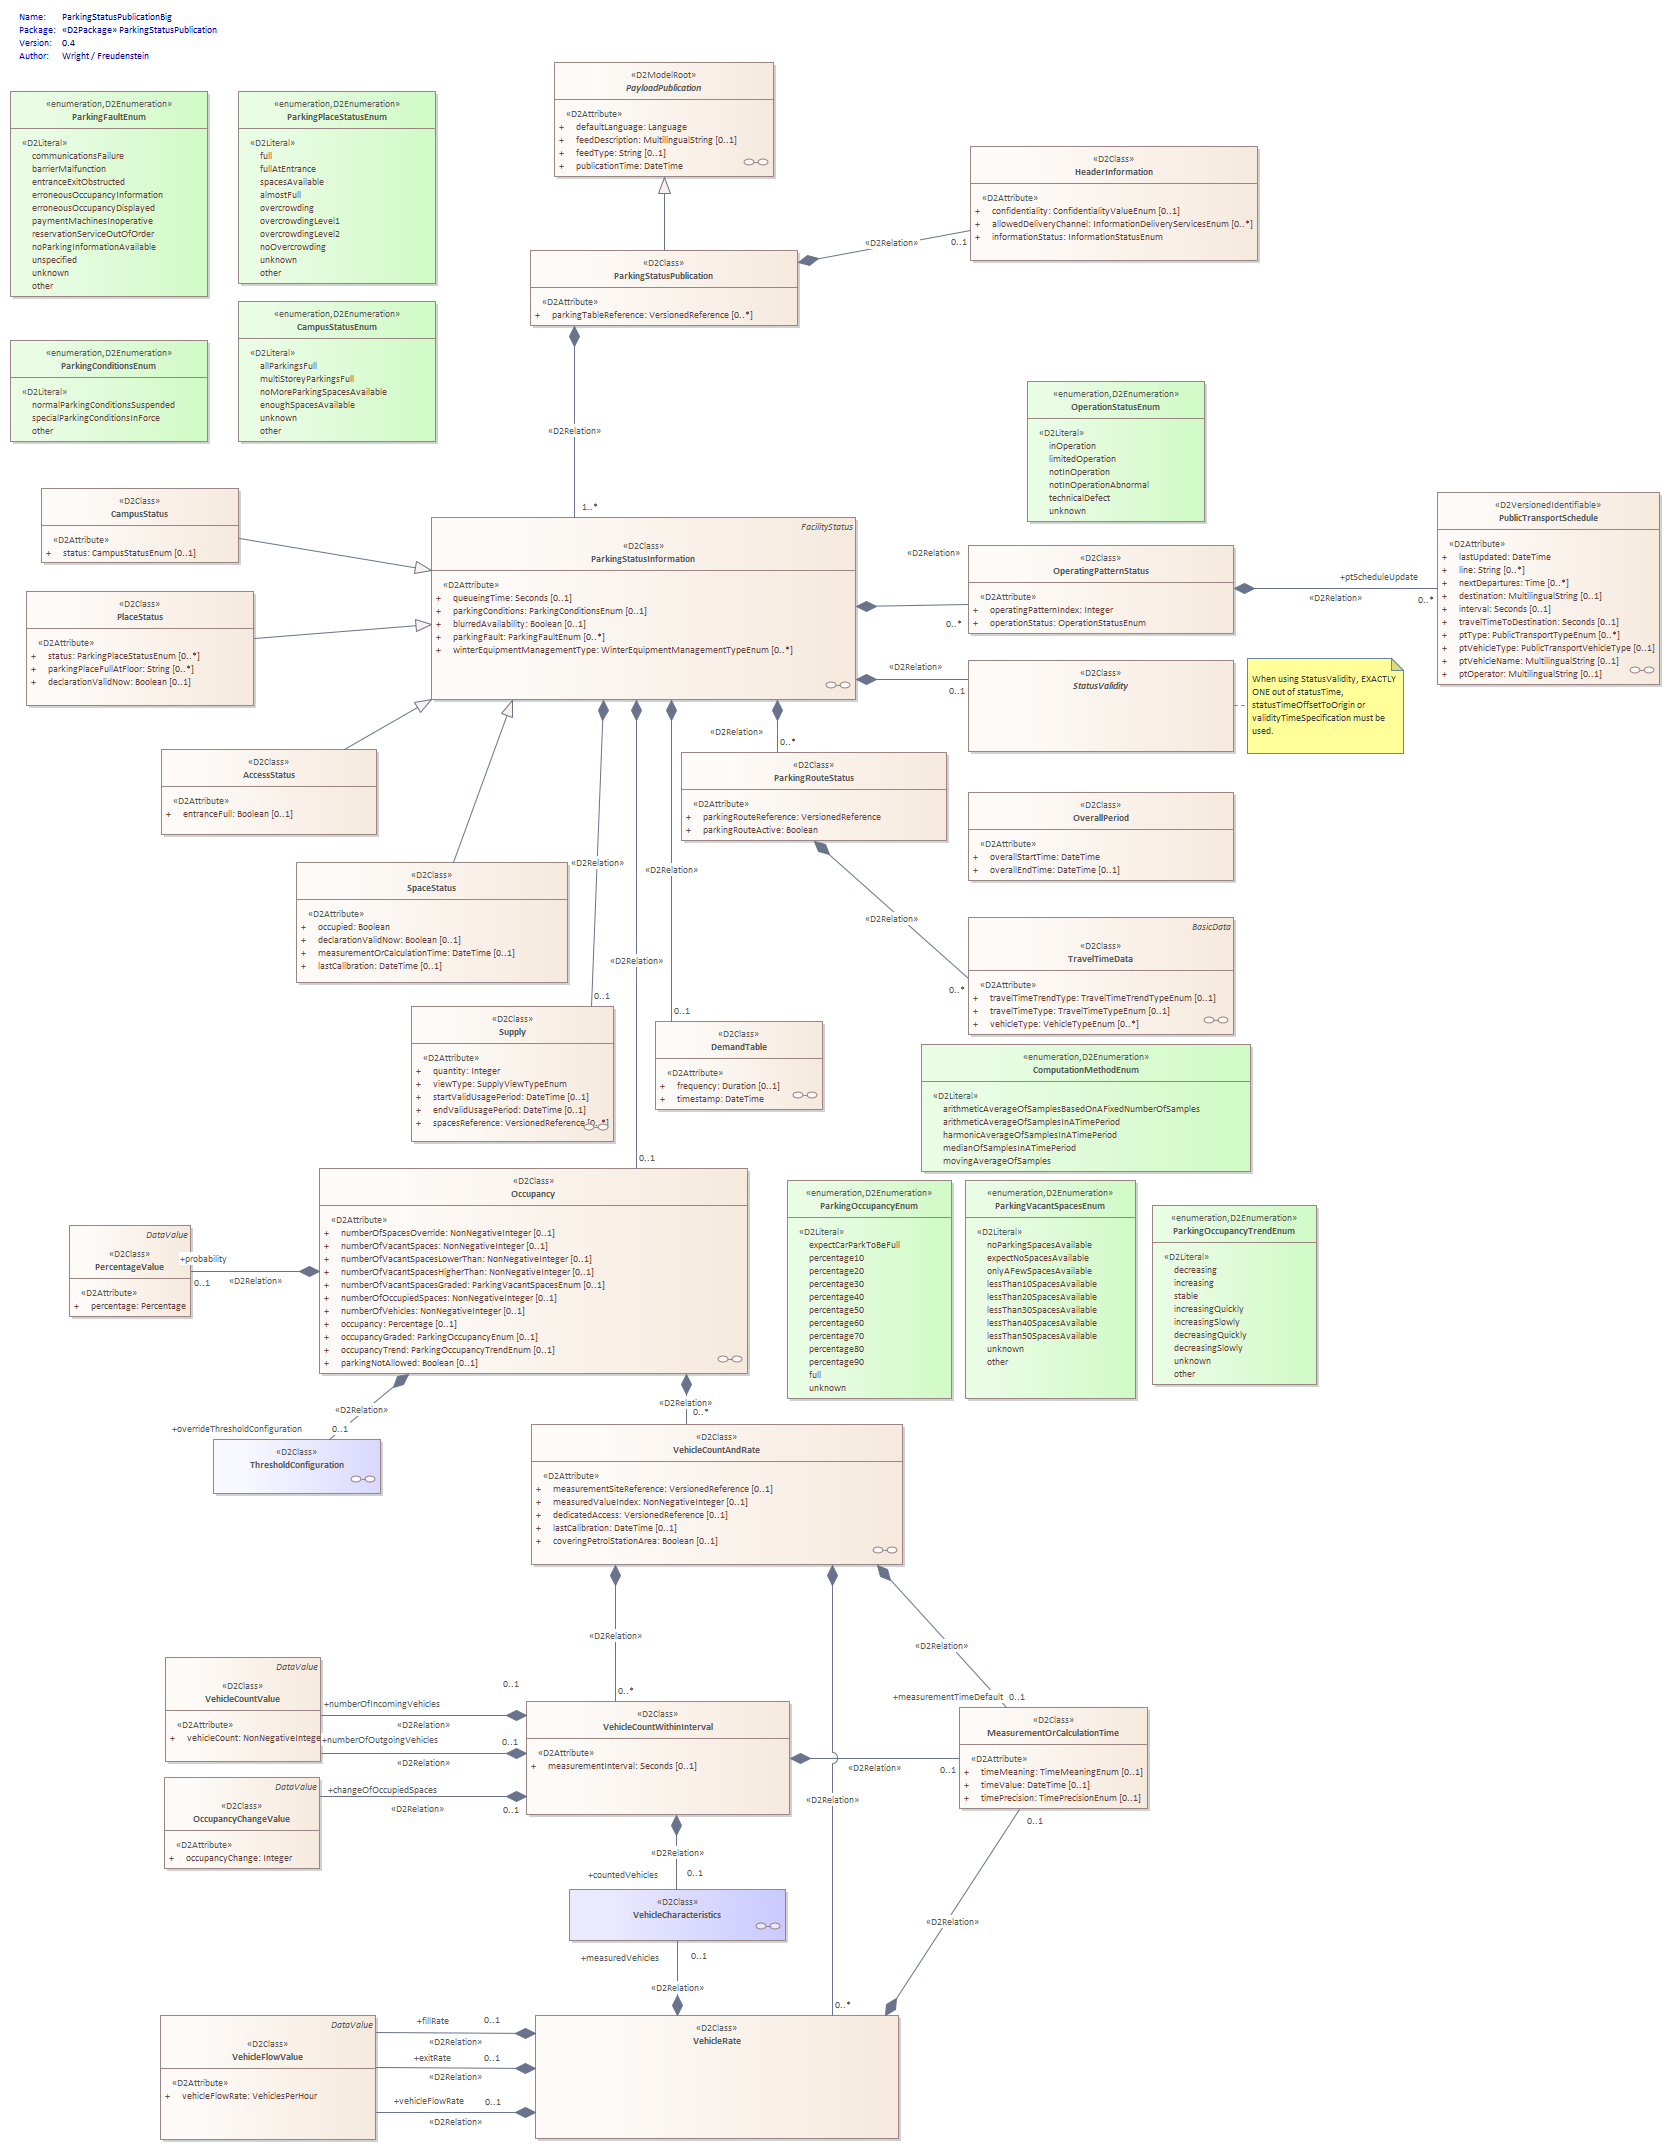 Name: ParkingStatusPublicationBig
Package: «D2Package» ParkingStatusPublication
Version: 0.4
Author: Wright / Freudenstein
«D2ModelRoot»
PayloadPublication
«D2Attribute»
+ defaultLanguage: Language
+ feedDescription: MultilingualString [0..1]
+ feedType: String [0..1]
+ publicationTime: DateTime
«enumeration,D2Enumeration»
ParkingFaultEnum
«D2Literal»
communicationsFailure
barrierMalfunction
entranceExitObstructed
erroneousOccupancyInformation
erroneousOccupancyDisplayed
paymentMachinesInoperative
reservationServiceOutOfOrder
noParkingInformationAvailable
unspecified
unknown
other
«enumeration,D2Enumeration»
ParkingPlaceStatusEnum
«D2Literal»
full
fullAtEntrance
spacesAvailable
almostFull
overcrowding
overcrowdingLevel1
overcrowdingLevel2
noOvercrowding
unknown
other
«D2Class»
HeaderInformation
«D2Attribute»
+ confidentiality: ConfidentialityValueEnum [0..1]
+ allowedDeliveryChannel: InformationDeliveryServicesEnum [0..*]
+ informationStatus: InformationStatusEnum
«D2Relation»
0..1
«D2Class»
ParkingStatusPublication
«D2Attribute»
+ parkingTableReference: VersionedReference [0..*]
«enumeration,D2Enumeration»
CampusStatusEnum
«D2Literal»
allParkingsFull
multiStoreyParkingsFull
noMoreParkingSpacesAvailable
enoughSpacesAvailable
unknown
other
«enumeration,D2Enumeration»
ParkingConditionsEnum
«D2Literal»
normalParkingConditionsSuspended
specialParkingConditionsInForce
other
«D2Relation»
1..*
«enumeration,D2Enumeration»
OperationStatusEnum
«D2Literal»
inOperation
limitedOperation
notInOperation
notInOperationAbnormal
technicalDefect
unknown
«D2Class»
CampusStatus
«D2Attribute»
+ status: CampusStatusEnum [0..1]
FacilityStatus
«D2Class»
ParkingStatusInformation
«D2Attribute»
+ queueingTime: Seconds [0..1]
+ parkingConditions: ParkingConditionsEnum [0..1]
+ blurredAvailability: Boolean [0..1]
+ parkingFault: ParkingFaultEnum [0..*]
+ winterEquipmentManagementType: WinterEquipmentManagementTypeEnum [0..*]
«D2Relation»
0..*
«D2Class»
OperatingPatternStatus
«D2Attribute»
+ operatingPatternIndex: Integer
+ operationStatus: OperationStatusEnum
+ptScheduleUpdate
«D2Relation»
0..*
«D2VersionedIdentifiable»
PublicTransportSchedule
«D2Attribute»
+ lastUpdated: DateTime
+ line: String [0..*]
+ nextDepartures: Time [0..*]
+ destination: MultilingualString [0..1]
+ interval: Seconds [0..1]
+ travelTimeToDestination: Seconds [0..1]
+ ptType: PublicTransportTypeEnum [0..*]
+ ptVehicleType: PublicTransportVehicleType [0..1]
+ ptVehicleName: MultilingualString [0..1]
+ ptOperator: MultilingualString [0..1]
«D2Class»
PlaceStatus
«D2Attribute»
+ status: ParkingPlaceStatusEnum [0..*]
+ parkingPlaceFullAtFloor: String [0..*]
+ declarationValidNow: Boolean [0..1]
«D2Relation»
0..1
«D2Class»
StatusValidity
When using StatusValidity, EXACTLY
ONE out of statusTime,
statusTimeOffsetToOrigin or
validityTimeSpecification must be
used.
«D2Class»
AccessStatus
«D2Attribute»
+ entranceFull: Boolean [0..1]
«D2Relation»
0..*
«D2Class»
ParkingRouteStatus
«D2Attribute»
+ parkingRouteReference: VersionedReference
+ parkingRouteActive: Boolean
«D2Class»
OverallPeriod
«D2Attribute»
+ overallStartTime: DateTime
+ overallEndTime: DateTime [0..1]
«D2Class»
SpaceStatus
«D2Attribute»
+ occupied: Boolean
+ declarationValidNow: Boolean [0..1]
+ measurementOrCalculationTime: DateTime [0..1]
+ lastCalibration: DateTime [0..1]
«D2Relation»
«D2Relation»
«D2Relation»
«D2Relation»
0..*
BasicData
«D2Class»
TravelTimeData
«D2Attribute»
+ travelTimeTrendType: TravelTimeTrendTypeEnum [0..1]
+ travelTimeType: TravelTimeTypeEnum [0..1]
+ vehicleType: VehicleTypeEnum [0..*]
0..1
«D2Class»
Supply
«D2Attribute»
+ quantity: Integer
+ viewType: SupplyViewTypeEnum
+ startValidUsagePeriod: DateTime [0..1]
+ endValidUsagePeriod: DateTime [0..1]
+ spacesReference: VersionedReference [0..*]
0..1
«D2Class»
DemandTable
«D2Attribute»
+ frequency: Duration [0..1]
+ timestamp: DateTime
«enumeration,D2Enumeration»
ComputationMethodEnum
«D2Literal»
arithmeticAverageOfSamplesBasedOnAFixedNumberOfSamples
arithmeticAverageOfSamplesInATimePeriod
harmonicAverageOfSamplesInATimePeriod
medianOfSamplesInATimePeriod
movingAverageOfSamples
0..1
«D2Class»
Occupancy
«D2Attribute»
+ numberOfSpacesOverride: NonNegativeInteger [0..1]
+ numberOfVacantSpaces: NonNegativeInteger [0..1]
+ numberOfVacantSpacesLowerThan: NonNegativeInteger [0..1]
+ numberOfVacantSpacesHigherThan: NonNegativeInteger [0..1]
+ numberOfVacantSpacesGraded: ParkingVacantSpacesEnum [0..1]
+ numberOfOccupiedSpaces: NonNegativeInteger [0..1]
+ numberOfVehicles: NonNegativeInteger [0..1]
+ occupancy: Percentage [0..1]
+ occupancyGraded: ParkingOccupancyEnum [0..1]
+ occupancyTrend: ParkingOccupancyTrendEnum [0..1]
+ parkingNotAllowed: Boolean [0..1]
DataValue
«D2Class»
PercentageValue
«D2Attribute»
+ percentage: Percentage
+probability
0..1
«D2Relation»
«enumeration,D2Enumeration»
ParkingOccupancyEnum
«D2Literal»
expectCarParkToBeFull
percentage10
percentage20
percentage30
percentage40
percentage50
percentage60
percentage70
percentage80
percentage90
full
unknown
«enumeration,D2Enumeration»
ParkingVacantSpacesEnum
«D2Literal»
noParkingSpacesAvailable
expectNoSpacesAvailable
onlyAFewSpacesAvailable
lessThan10SpacesAvailable
lessThan20SpacesAvailable
lessThan30SpacesAvailable
lessThan40SpacesAvailable
lessThan50SpacesAvailable
unknown
other
«enumeration,D2Enumeration»
ParkingOccupancyTrendEnum
«D2Literal»
decreasing
increasing
stable
increasingQuickly
increasingSlowly
decreasingQuickly
decreasingSlowly
unknown
other
«D2Relation»
+overrideThresholdConfiguration
0..1
«D2Class»
ThresholdConfiguration
«D2Relation»
0..*
«D2Class»
VehicleCountAndRate
«D2Attribute»
+ measurementSiteReference: VersionedReference [0..1]
+ measuredValueIndex: NonNegativeInteger [0..1]
+ dedicatedAccess: VersionedReference [0..1]
+ lastCalibration: DateTime [0..1]
+ coveringPetrolStationArea: Boolean [0..1]
«D2Relation»
0..*
«D2Relation»
+measurementTimeDefault 0..1
DataValue
«D2Class»
VehicleCountValue
«D2Attribute»
+ vehicleCount: NonNegativeIntege
0..1
+numberOfIncomingVehicles
«D2Relation»
+numberOfOutgoingVehicles
0..1
«D2Relation»
«D2Class»
VehicleCountWithinInterval
«D2Attribute»
+ measurementInterval: Seconds [0..1]
«D2Relation»
0..1
«D2Class»
MeasurementOrCalculationTime
«D2Attribute»
+ timeMeaning: TimeMeaningEnum [0..1]
+ timeValue: DateTime [0..1]
+ timePrecision: TimePrecisionEnum [0..1]
DataValue
«D2Class»
OccupancyChangeValue
«D2Attribute»
+ occupancyChange: Integer
+changeOfOccupiedSpaces
«D2Relation»
0..1
«D2Relation»
0..1
«D2Relation»
+countedVehicles
0..1
«D2Class»
VehicleCharacteristics
«D2Relation»
+measuredVehicles
0..1
«D2Relation»
0..*
DataValue
«D2Class»
VehicleFlowValue
«D2Attribute»
+ vehicleFlowRate: VehiclesPerHour
+fillRate
0..1
«D2Relation»
+exitRate
0..1
«D2Relation»
+vehicleFlowRate
0..1
«D2Relation»
«D2Class»
VehicleRate